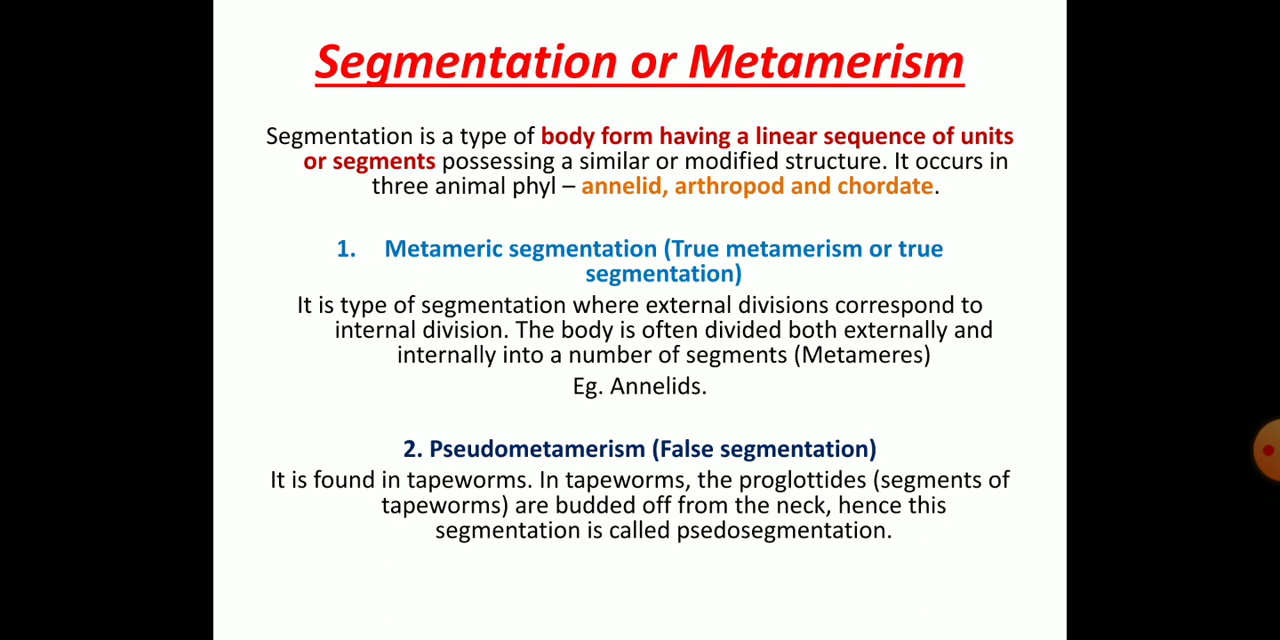 Segmentation or Metamerism
Segmentation is a type of body form having a linear sequence of units
or segments possessing a similar or modified structure. It occurs in
three animal phyl – annelid, arthropod and chordate.
1. Metameric segmentation (True metamerism or true
segmentation)
It is type of segmentation where external divisions correspond to
internal division. The body is often divided both externally and
internally into a number of segments (Metameres)
Eg. Annelids.
2. Pseudometamerism (False segmentation)
It is found in tapeworms. In tapeworms, the proglottides (segments of
tapeworms) are budded off from the neck, hence this
segmentation is called psedosegmentation.